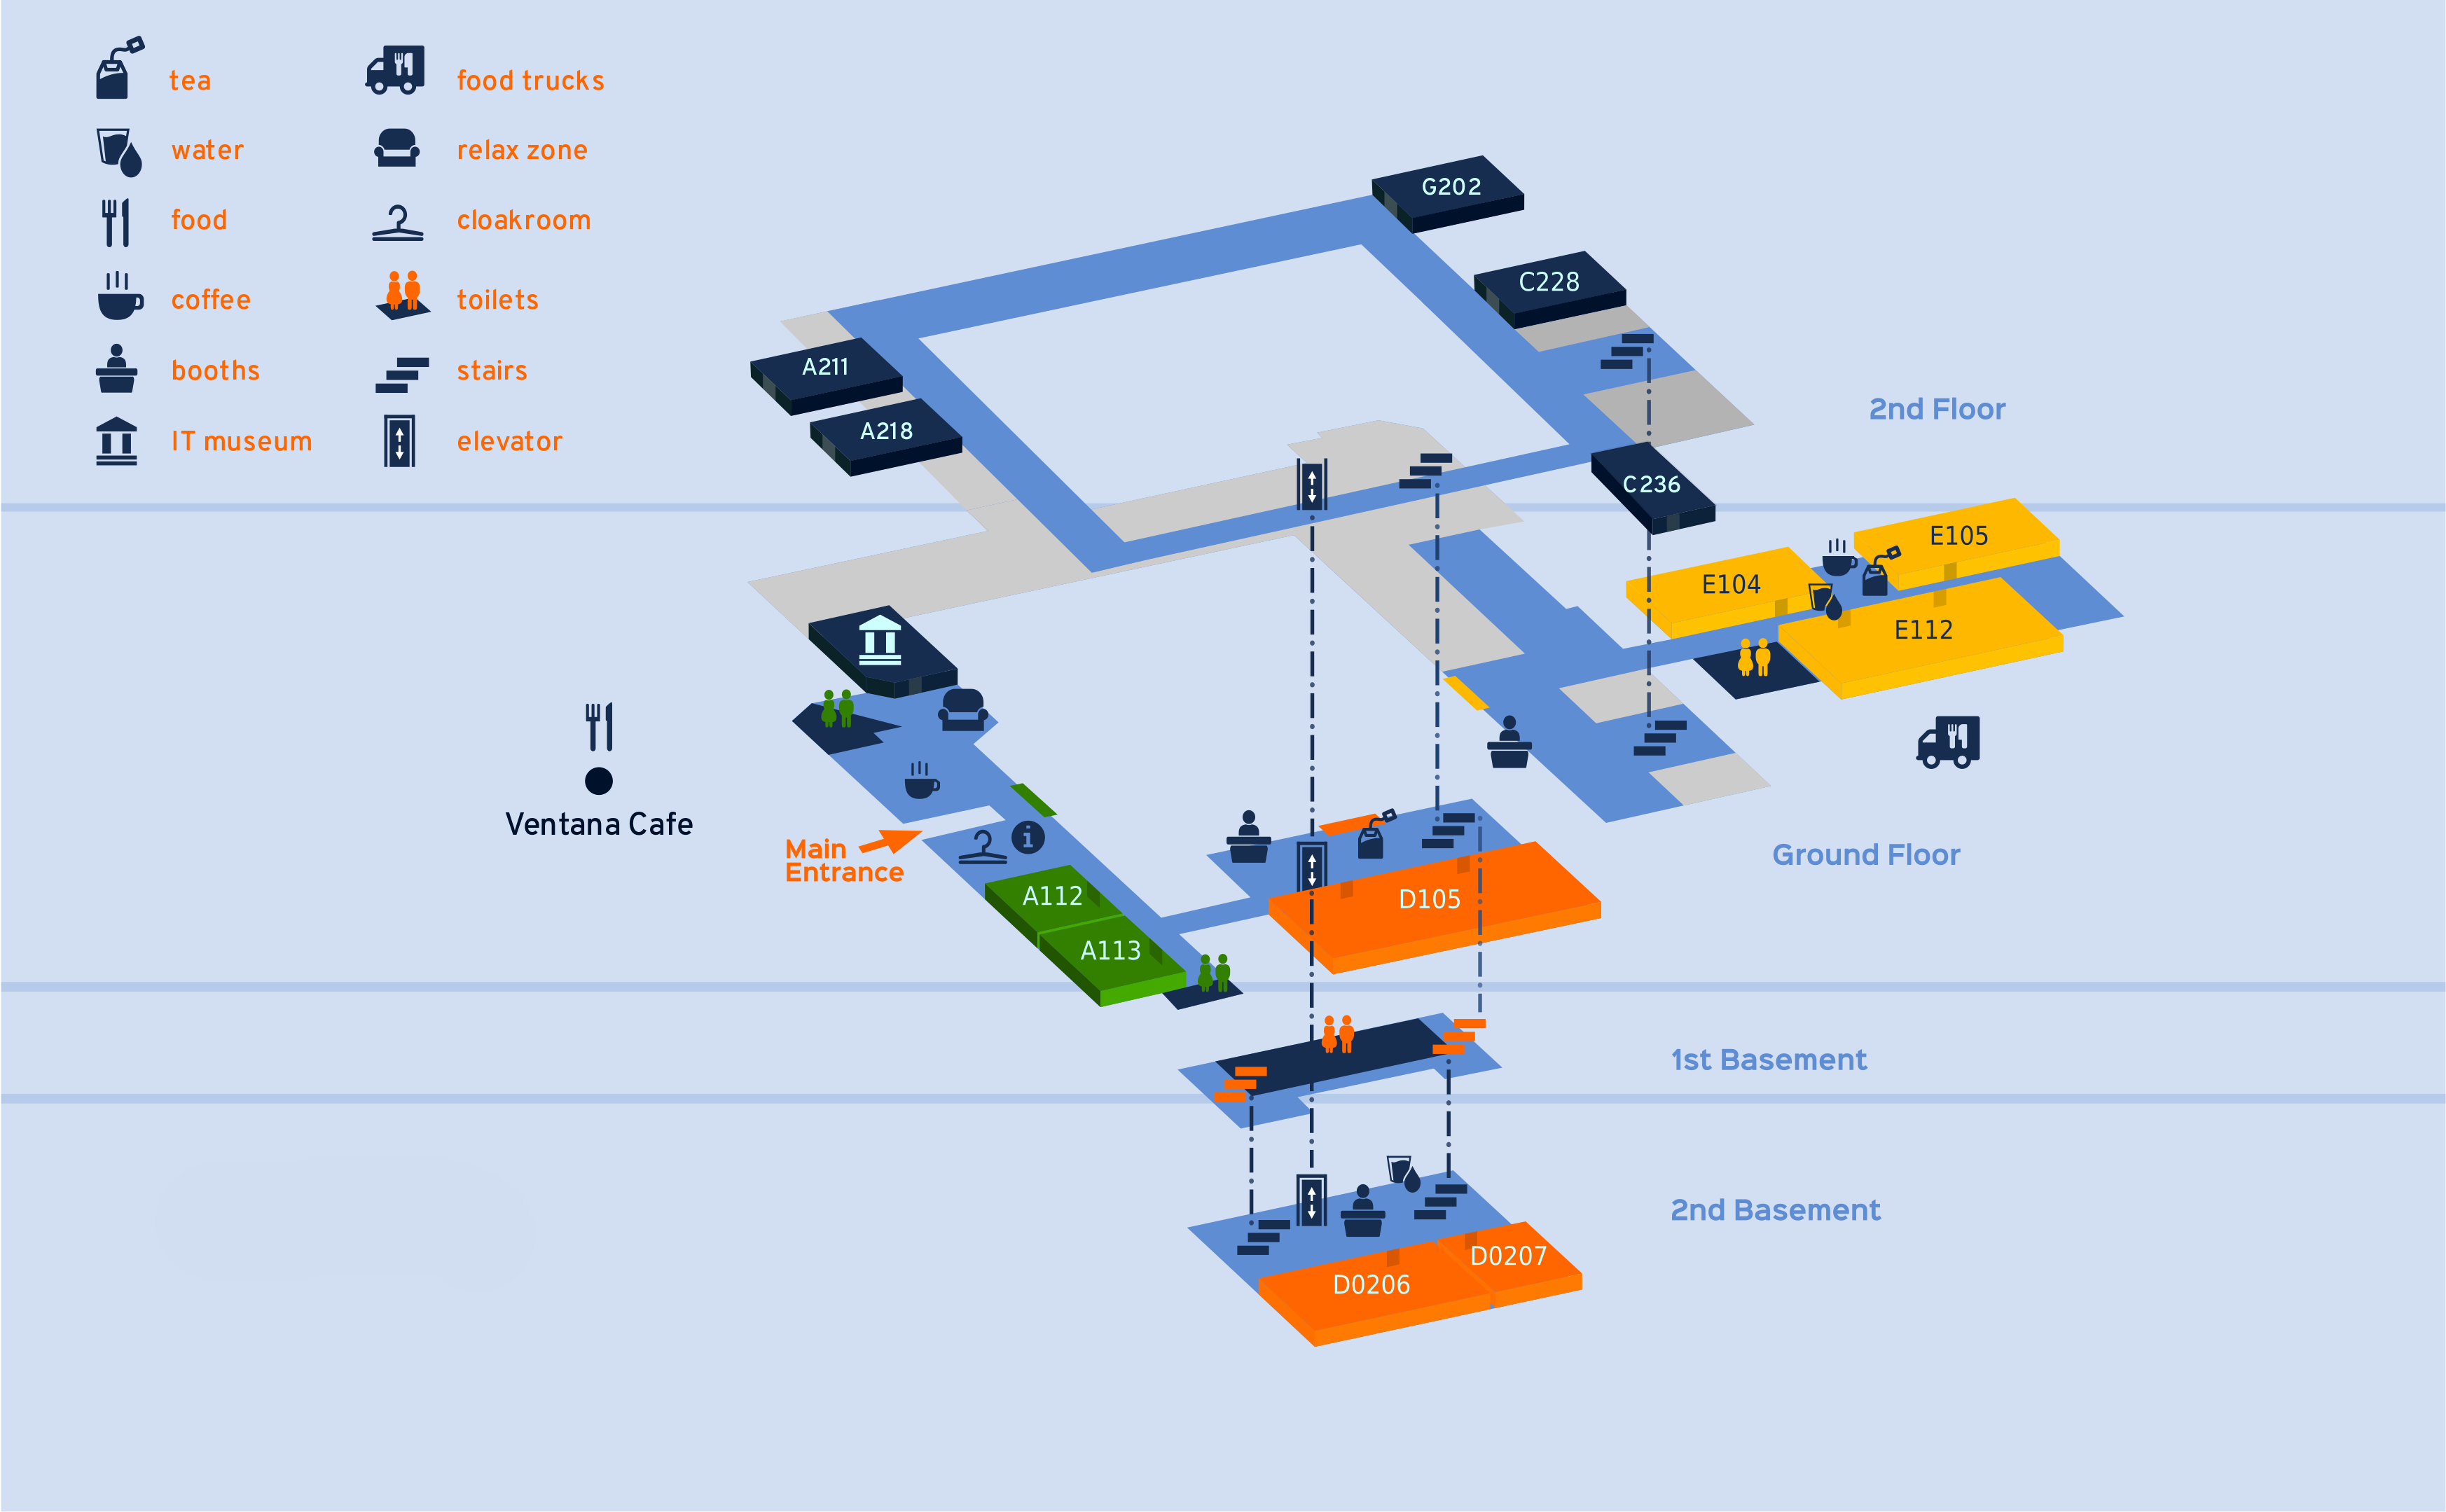 tea
food trucks
water
relax zone
food
cloakroom
coffee
toilets
booths
stairs
IT museum
elevator
G202
C228
A211
A218
2nd Floor
C236
E105
E104
E112
Ventana Cafe
Main
Entrance
i
A112
A113
D105
Ground Floor
1st Basement
2nd Basement
D0207
D0206